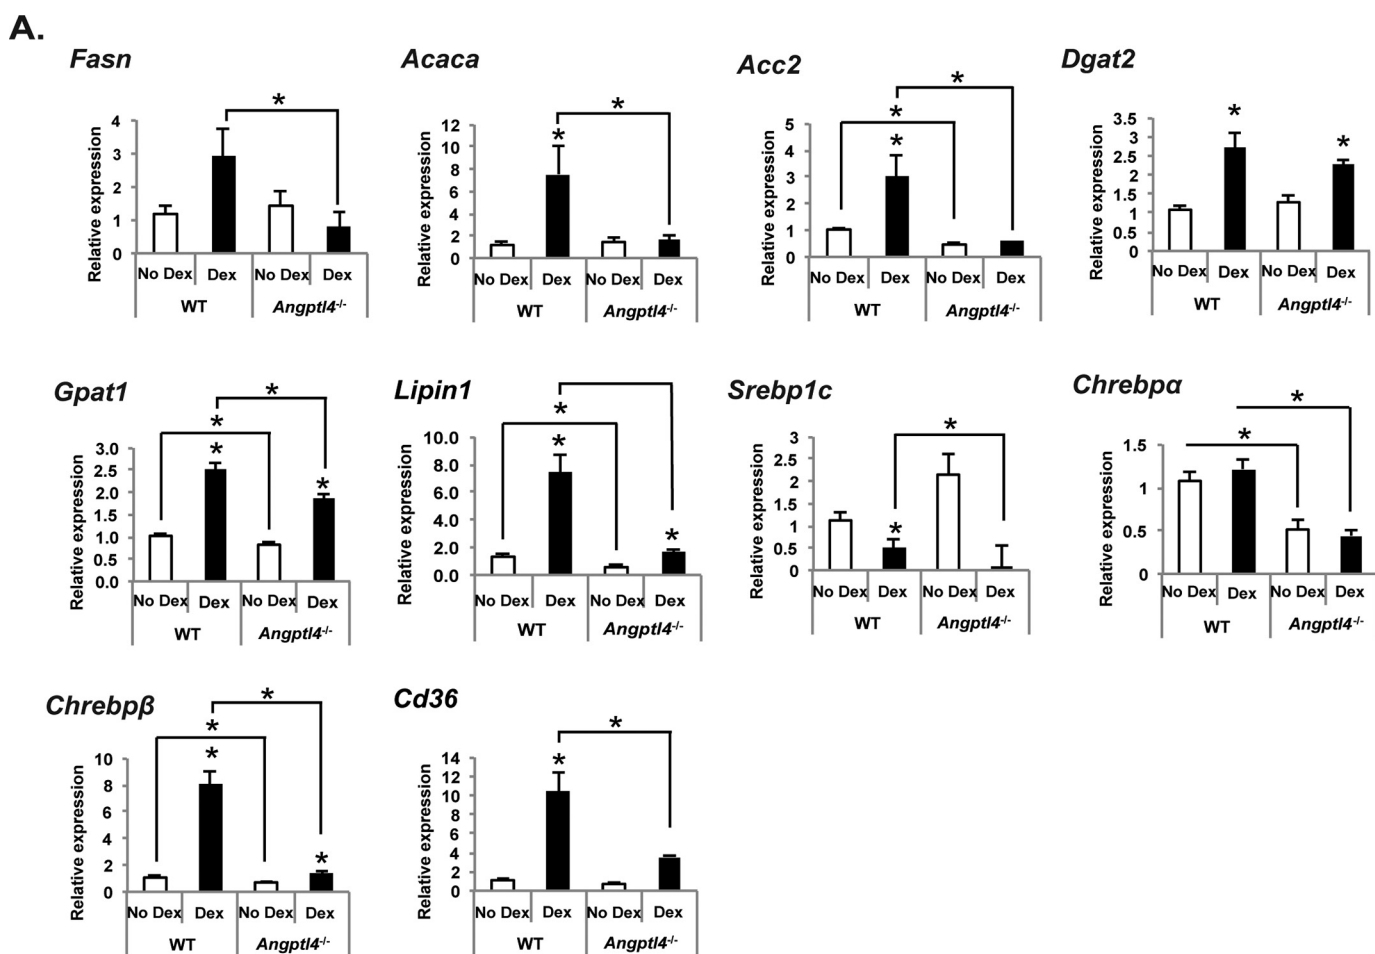 A.
Fasn
Relative expression
4
3
2
1
0
*
No Dex Dex No Dex Dex
WT Angptl4-/-
Acaca
Relative expression
12
10
8
6
4
2
0
*
*
No Dex Dex No Dex Dex
WT Angptl4-/-
Acc2
Relative expression
5
4
3
2
1
0
*
*
*
No Dex Dex No Dex Dex
WT Angptl4-/-
Dgat2
Relative expression
3.5
3
2.5
2
1.5
1
0.5
0
*
*
No Dex Dex No Dex Dex
WT Angptl4-/-
Gpat1
Relative expression
3.0
2.5
2.0
1.5
1.0
0.5
0.0
*
*
*
*
No Dex Dex No Dex Dex
WT Angptl4-/-
Lipin1
Relative expression
10.0
8.0
6.0
4.0
2.0
0.0
*
*
*
*
No Dex Dex No Dex Dex
WT Angptl4-/-
Srebp1c
Relative expression
3
2.5
2
1.5
1
0.5
0
*
*
No Dex Dex No Dex Dex
WT Angptl4-/-
Chrebpα
Relative expression
1.5
1
0.5
0
*
*
No Dex Dex No Dex Dex
WT Angptl4-/-
Chrebpβ
Relative expression
10
8
6
4
2
0
*
*
*
*
No Dex Dex No Dex Dex
WT Angptl4-/-
Cd36
Relative expression
14
12
10
8
6
4
2
0
*
*
No Dex Dex No Dex Dex
WT Angptl4-/-